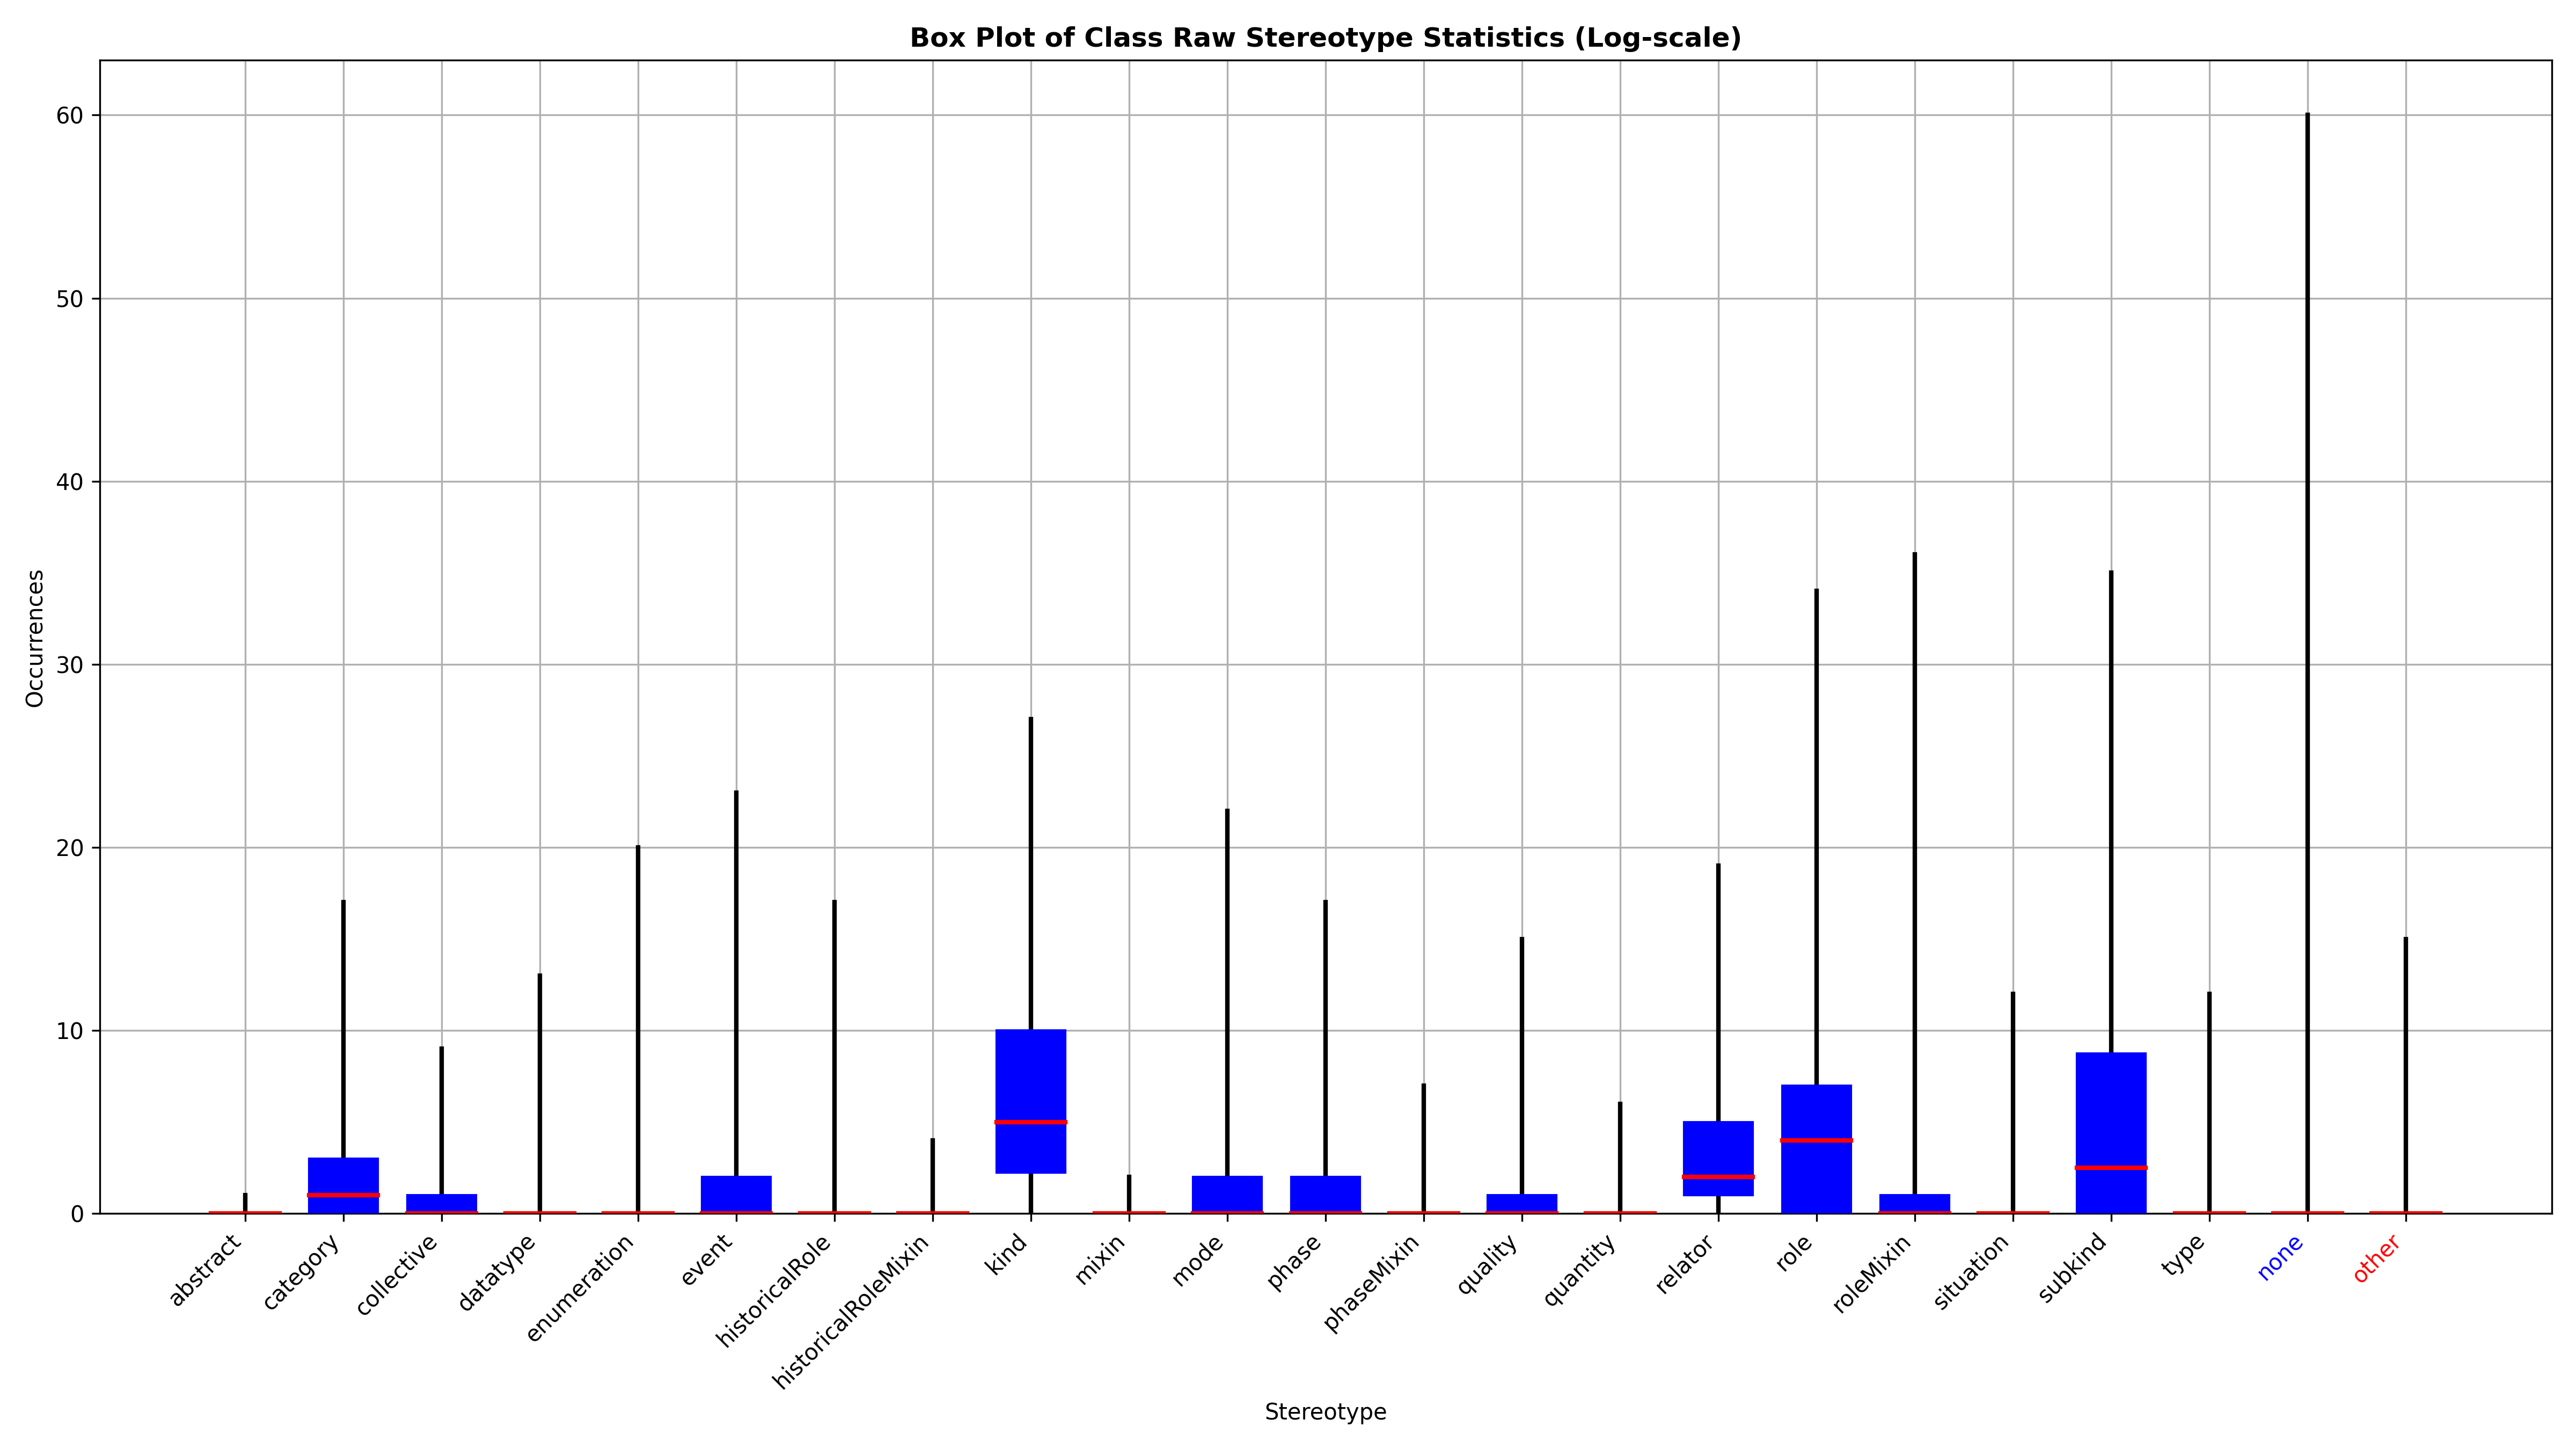 Box Plot of Class Raw Stereotype Statistics (Log-scale)
Occurrences
60
50
40
30
20
10
0
abstract
category
collective
datatype
enumeration
event
historicalRole
historicalRoleMixin
kind
mixin
mode
phase
phaseMixin
quality
quantity
relator
role
roleMixin
situation
subkind
type
none
other
Stereotype